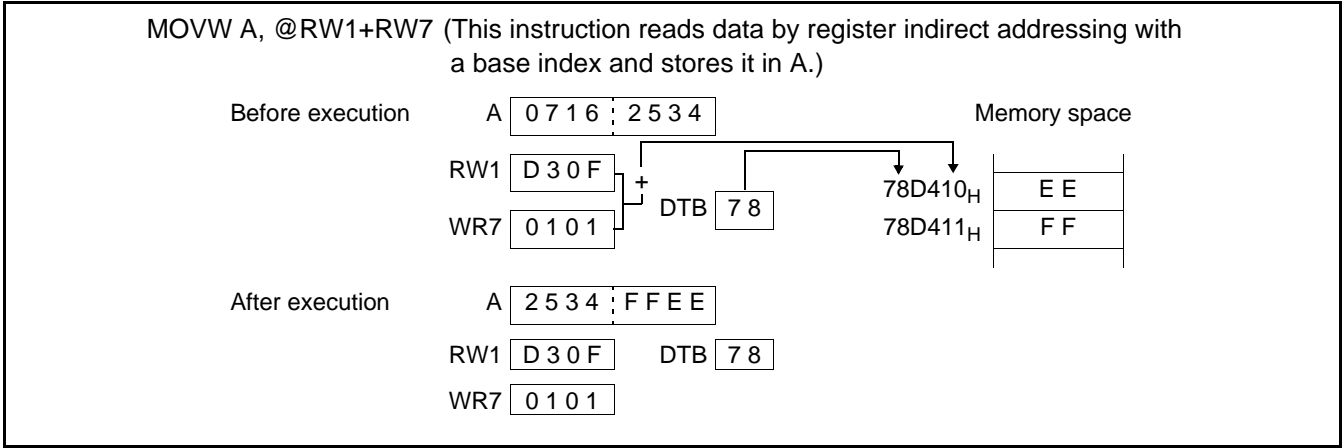 MOVW A, @RW1+RW7 (This instruction reads data by register indirect addressing with
a base index and stores it in A.)
Before execution A 0716 2534 Memory space
RW1 D30F + DTB 78 78D410H EE
WR7 0101 78D411H FF
After execution A 2534 FFEE
RW1 D30F DTB 78
WR7 0101